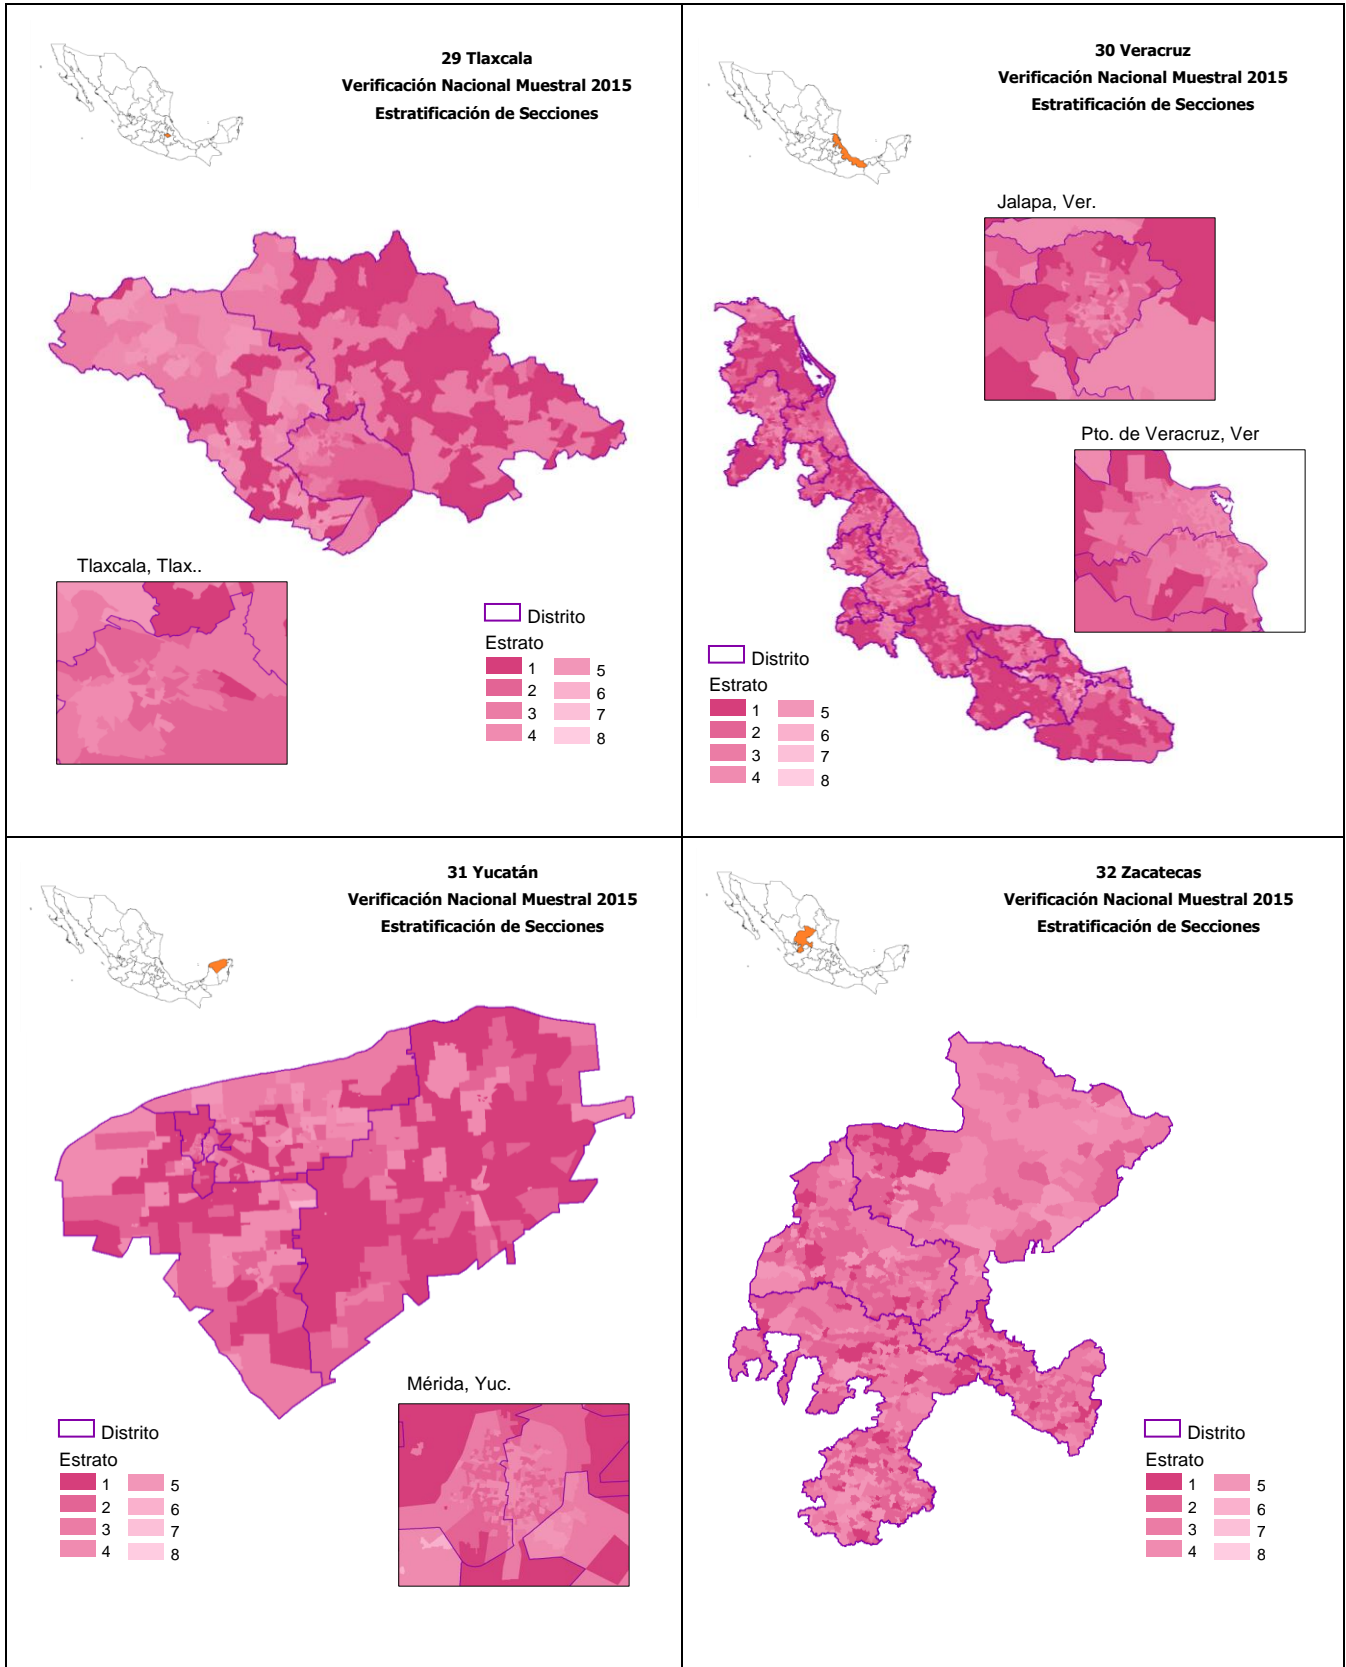 29 Tlaxcala
Verificación Nacional Muestral 2015
Estratificación de Secciones
Tlaxcala, Tlax..
Distrito
Estrato
1 5
2 6
3 7
4 8
30 Veracruz
Verificación Nacional Muestral 2015
Estratificación de Secciones
Jalapa, Ver.
Pto. de Veracruz, Ver
Distrito
Estrato
1 5
2 6
3 7
4 8
31 Yucatán
Verificación Nacional Muestral 2015
Estratificación de Secciones
Mérida, Yuc.
Distrito
Estrato
1 5
2 6
3 7
4 8
32 Zacatecas
Verificación Nacional Muestral 2015
Estratificación de Secciones
Distrito
Estrato
1 5
2 6
3 7
4 8